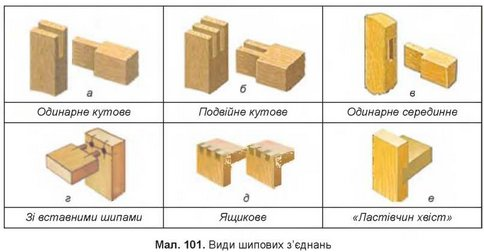 а
б
в
Одинарне кутове
Подвійне кутове
Одинарне серединне
г
д
е
Зі вставними шипами
Ящикове
«Ластівчин хвіст»
Мал. 101. Види шипових з’єднань